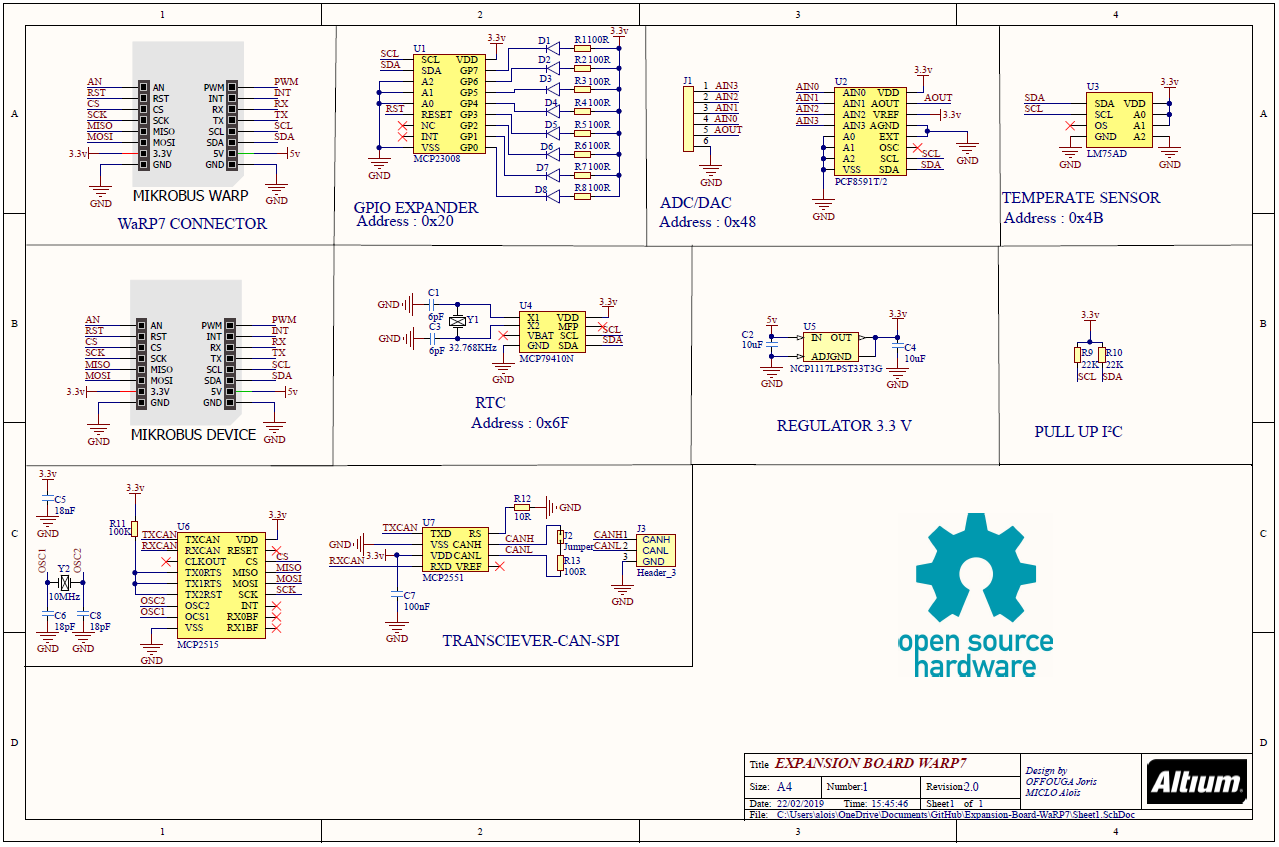 1 2 3 4
A B C D
AN
RST
CS
SCK
MISO
MOSI
3.3v
AN
RST
CS
SCK
MISO
MOSI
3.3V
GND
PWM
INT
RX
TX
SCL
SDA
5V
GND
PWM
INT
RX
TX
SCL
SDA
5v
GND
GND
MIKROBUS WARP
WaRP7 CONNECTOR
U1
3.3v
3.3v
SCL
SDA
RST
SCL VDD
SDA GP7
A2 GP6
A1 GP5
A0 GP4
RESET GP3
NC GP2
INT GP1
VSS GP0
MCP23008
GND
D1 R1 100R
D2 R2 100R
D3 R3 100R
D4 R4 100R
D5 R5 100R
D6 R6 100R
D7 R7 100R
D8 R8 100R
GPIO EXPANDER
Address : 0x20
J1
1 AIN3
2 AIN2
3 AIN1
4 AIN0
5 AOUT
6
GND
ADC/DAC
Address : 0x48
U2
3.3v
AIN0
AIN1
AIN2
AIN3
AIN0 VDD
AIN1 AOUT
AIN2 VREF
AIN3 AGND
A0 EXT
A1 OSC
A2 SCL
VSS SDA
AOUT
3.3v
SCL
SDA
PCF8591T/2
GND
GND
U3
3.3v
SDA
SCL
SDA VDD
SCL A0
OS A1
GND A2
LM75AD
GND
GND
TEMPERATE SENSOR
Address : 0x4B
AN
RST
CS
SCK
MISO
MOSI
3.3v
AN
RST
CS
SCK
MISO
MOSI
3.3V
GND
PWM
INT
RX
TX
SCL
SDA
5V
GND
PWM
INT
RX
TX
SCL
SDA
5v
GND
GND
MIKROBUS DEVICE
GND
C1
6pF
Y1
GND
C3
6pF
32.768KHz
U4
3.3v
X1 VDD
X2 MFP
VBAT SCL
GND SDA
SCL
SDA
MCP79410N
GND
RTC
Address : 0x6F
5v
C2
10uF
GND
U5
IN OUT
ADJGND
NCP1117LPST33T3G
3.3v
C4
10uF
GND
REGULATOR 3.3 V
3.3v
R9 R10
22K 22K
SCL SDA
PULL UP I²C
3.3v
C5
18nF
GND
OSC1
OSC2
Y2
10MHz
C6
18pF
C8
18pF
GND
GND
3.3v
R11
100K
TXCAN
RXCAN
OSC2
OSC1
U6
3.3v
TXCAN VDD
RXCAN RESET
CLKOUT CS
TX0RTS MISO
TX1RTS MOSI
TX2RST SCK
OSC2 INT
OCS1 RX0BF
VSS RX1BF
CS
MISO
MOSI
SCK
MCP2515
GND
TXCAN
GND
3.3v
RXCAN
U7
TXD RS
VSS CANH
VDD CANL
RXD VREF
MCP2551
C7
100nF
GND
R12
10R
GND
CANH
CANL
J2
Jumper
R13
100R
J3
CANH 1
CANL 2
3
CANH
CANL
GND
Header_3
GND
TRANSCIEVER-CAN-SPI
open source
hardware
Title EXPANSION BOARD WARP7
Size: A4 Number:1 Revision2.0
Date: 22/02/2019 Time: 15:45:46 Sheet1 of 1
File: C:\Users\alois\OneDrive\Documents\GitHub\Expansion-Board-WaRP7\Sheet1.SchDoc
Design by
OFFOUGA Joris
MICLO Alois
Altium
1 2 3 4
A B C D